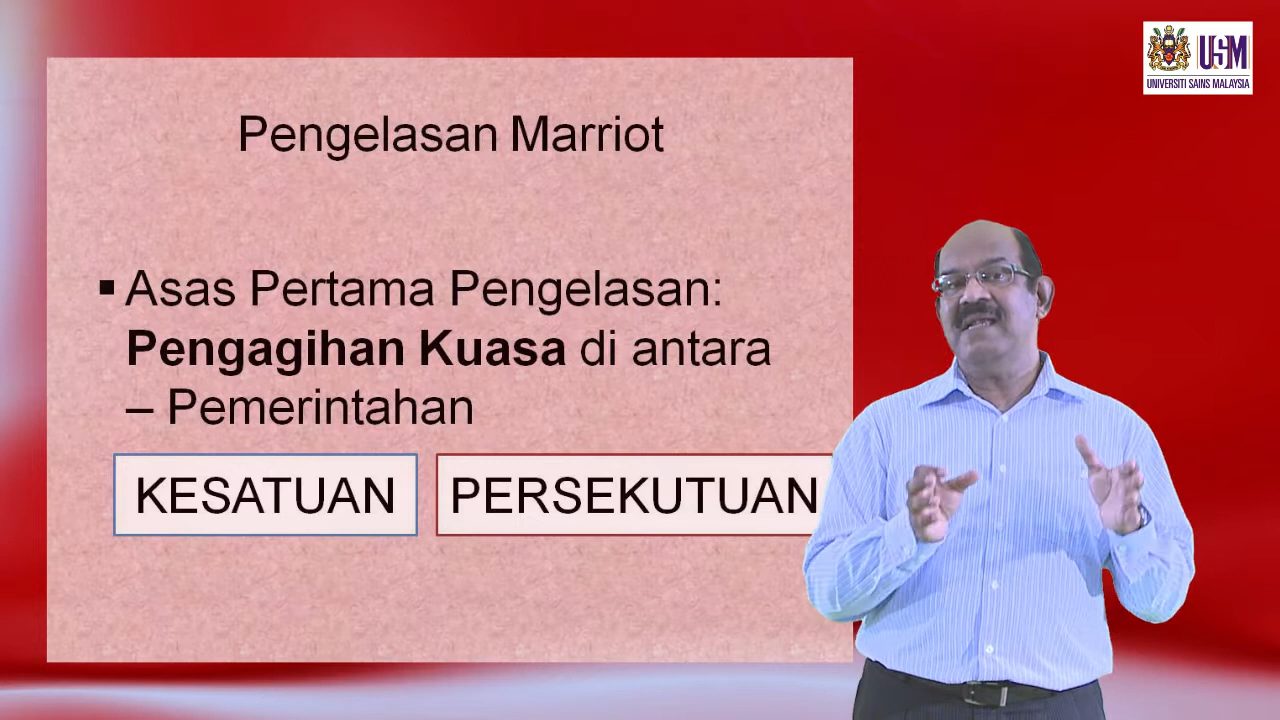 Pengelasan Marriot
▪ Asas Pertama Pengelasan:
Pengagihan Kuasa di antara
– Pemerintahan
KESATUAN
PERSEKUTUAN
USM
UNIVERSITI SAINS MALAYSIA